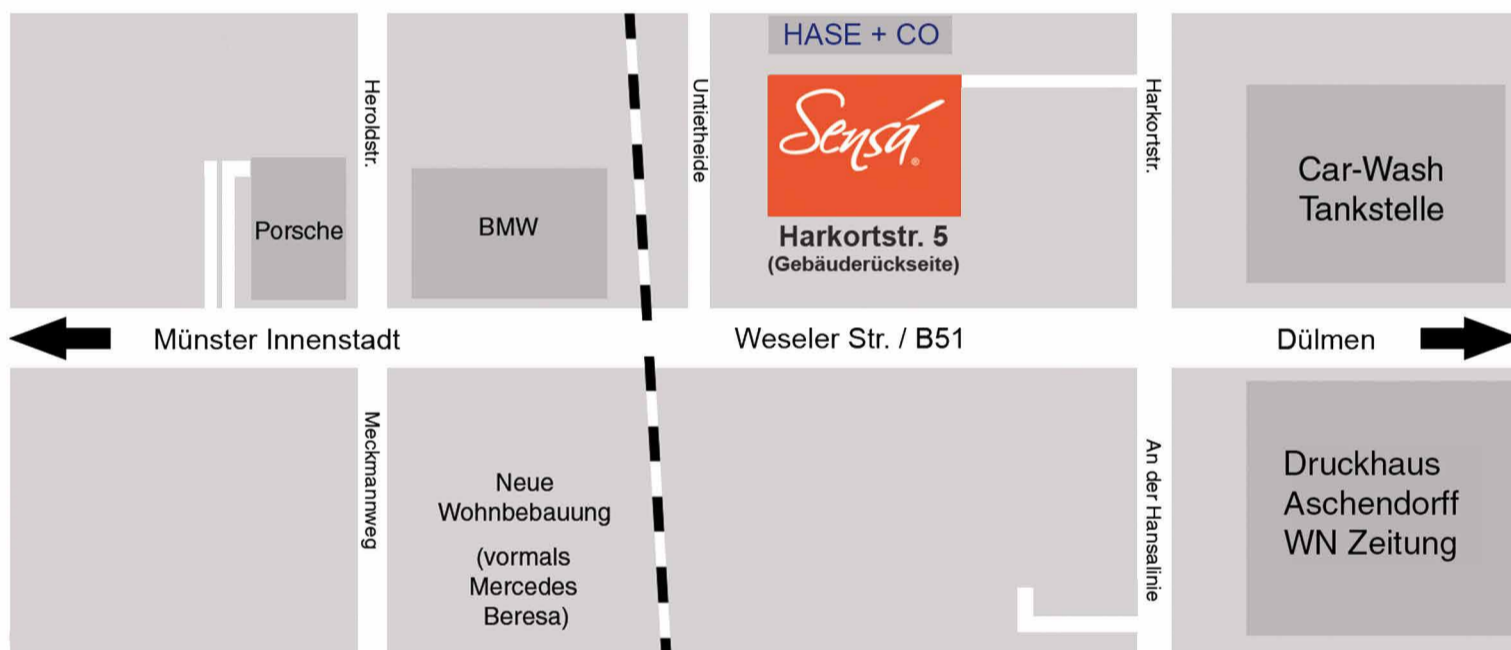 HASE + CO
Sensá®
Harkortstr. 5
(Gebäuderückseite)
Heroldstr.
Untietheide
Harkortstr.
Porsche
BMW
Car-Wash
Tankstelle
Münster Innenstadt
Weseler Str. / B51
Dülmen
Meckmannweg
Neue
Wohnbebauung
(vormals
Mercedes
Beresa)
An der Hansalinie
Druckhaus
Aschendorff
WN Zeitung